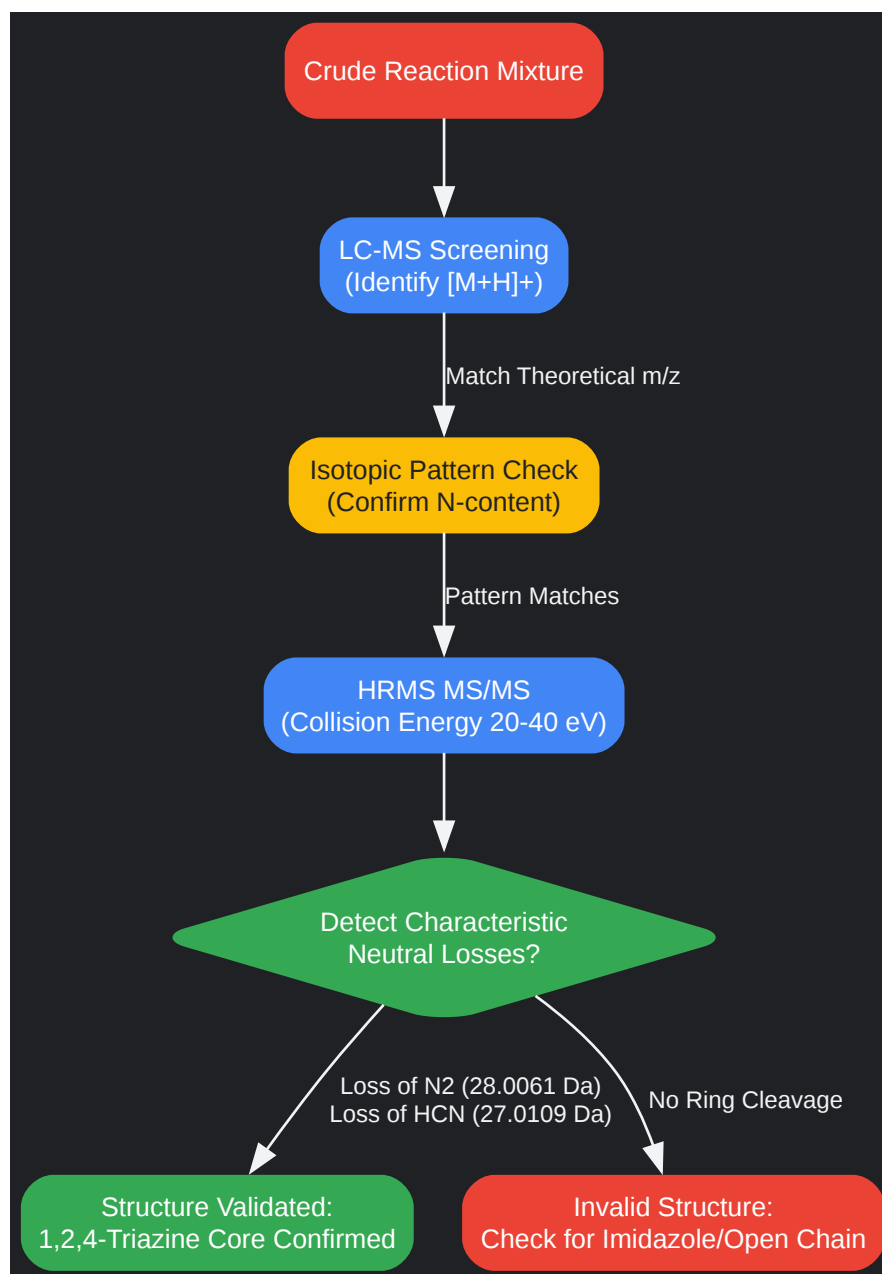 Crude Reaction Mixture
LC-MS Screening
(Identify [M+H]+)
Match Theoretical m/z
Isotopic Pattern Check
(Confirm N-content)
Pattern Matches
HRMS MS/MS
(Collision Energy 20-40 eV)
Detect Characteristic
Neutral Losses?
Loss of N2 (28.0061 Da)
Loss of HCN (27.0109 Da)
No Ring Cleavage
Structure Validated:
1,2,4-Triazine Core Confirmed
Invalid Structure:
Check for Imidazole/Open Chain